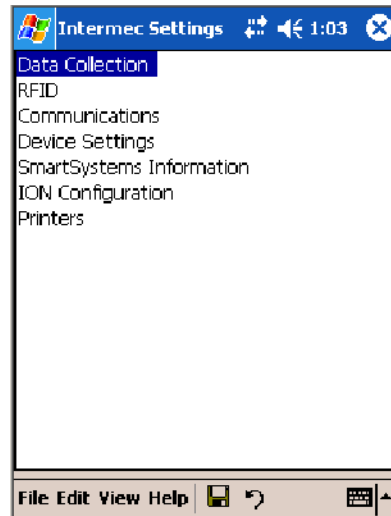 Intermec Settings 1:03
Data Collection
RFID
Communications
Device Settings
SmartSystems Information
ION Configuration
Printers
File Edit View Help